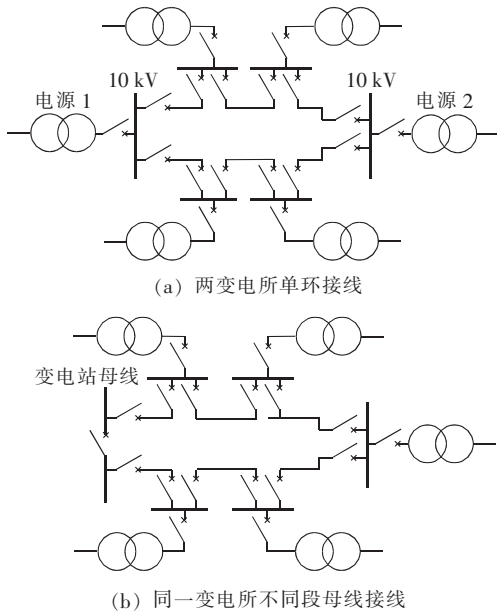 10 kV 10 kV
电源 1 电源 2
(a) 两变电所单环接线
变电站母线
(b) 同一变电所不同段母线接线